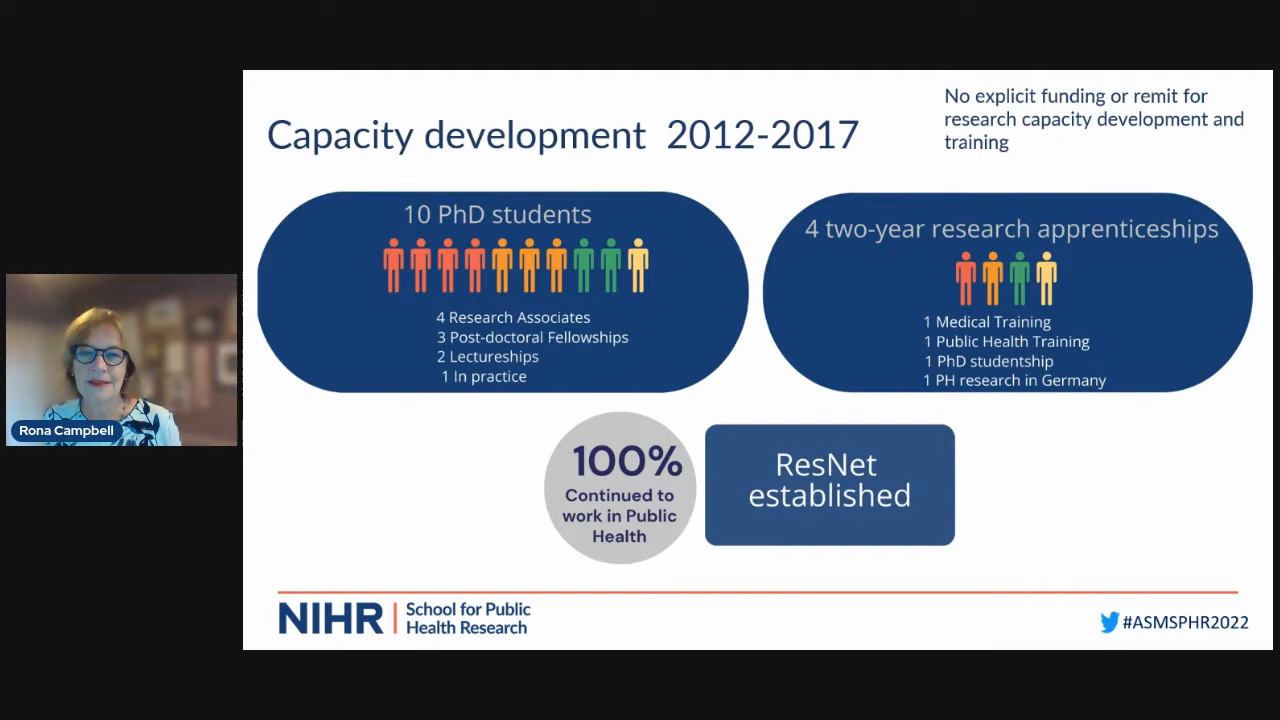 Capacity development 2012-2017
No explicit funding or remit for
research capacity development and
training
10 PhD students
4 Research Associates
3 Post-doctoral Fellowships
2 Lectureships
1 In practice
4 two-year research apprenticeships
1 Medical Training
1 Public Health Training
1 PhD studentship
1 PH research in Germany
Rona Campbell
100%
Continued to
work in Public
Health
ResNet
established
NIHR
School for Public
Health Research
#ASMSPHR2022